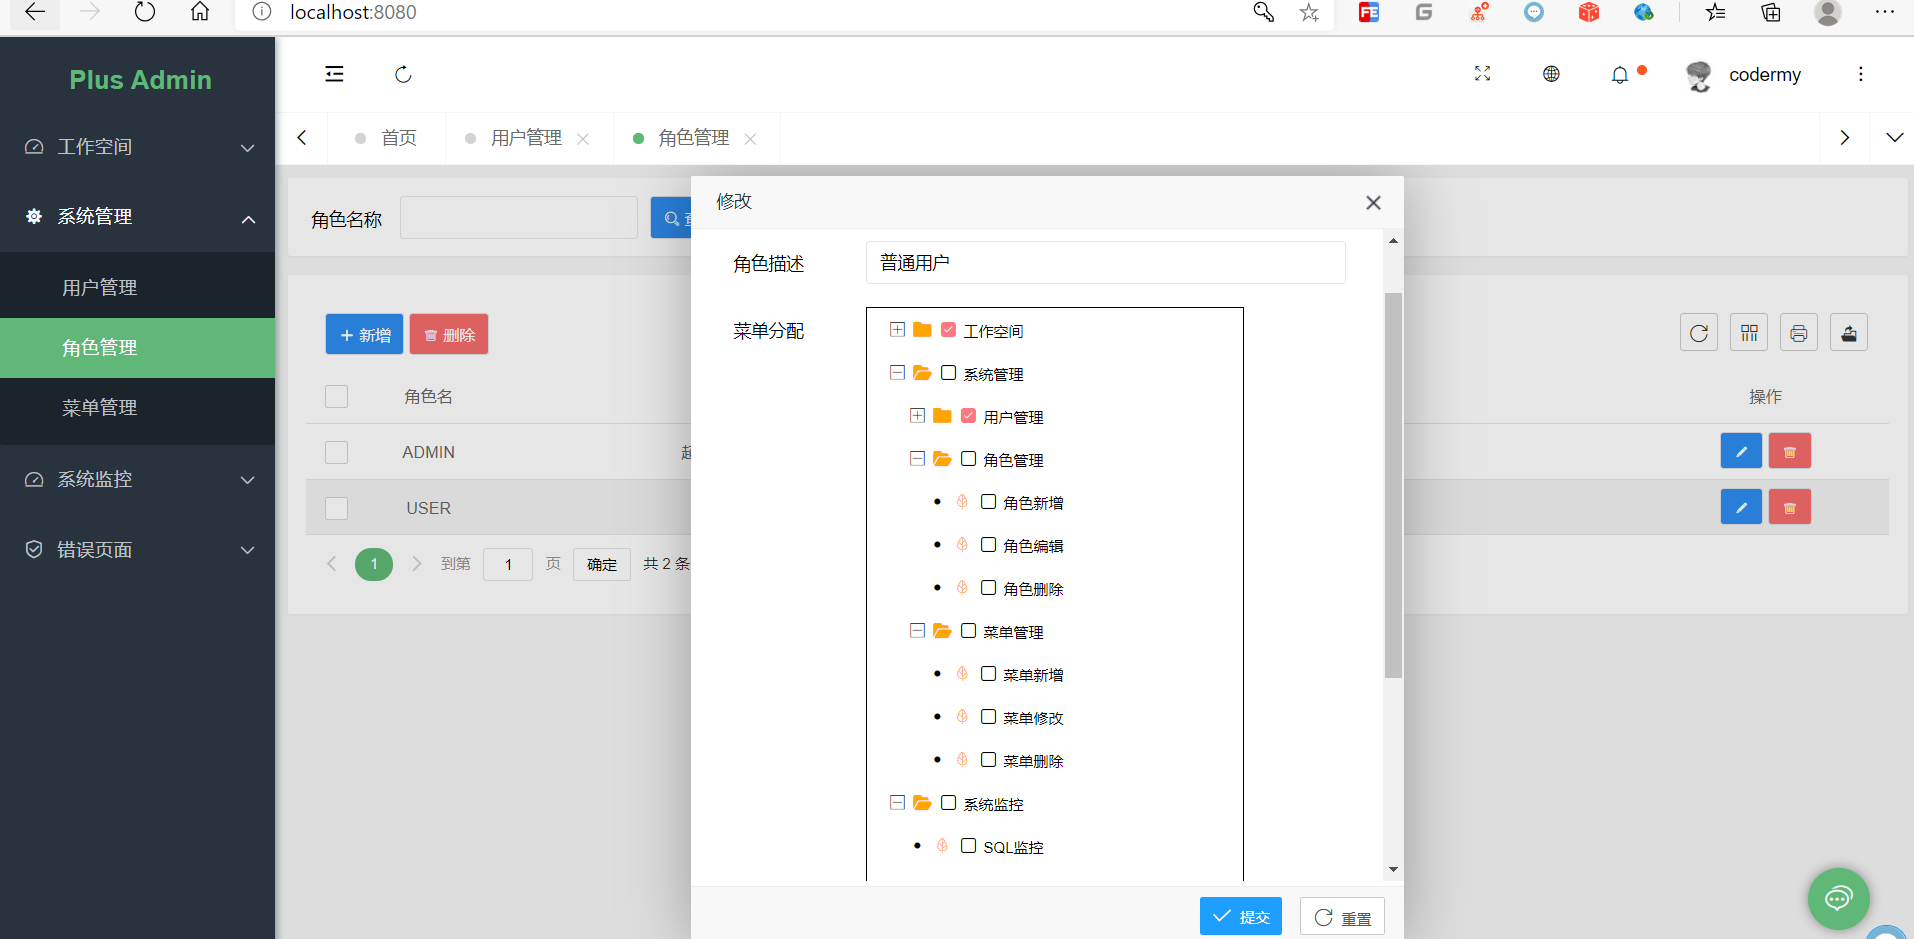 localhost:8080
Plus Admin
codermy
首页
用户管理
角色管理
工作空间
系统管理
用户管理
角色管理
菜单管理
系统监控
错误页面
角色名称
新增
删除
角色名
操作
ADMIN
USER
1
到第
1
页
确定
共 2 条
修改
角色描述
普通用户
菜单分配
工作空间
系统管理
用户管理
角色管理
角色新增
角色编辑
角色删除
菜单管理
菜单新增
菜单修改
菜单删除
系统监控
SQL监控
提交
重置